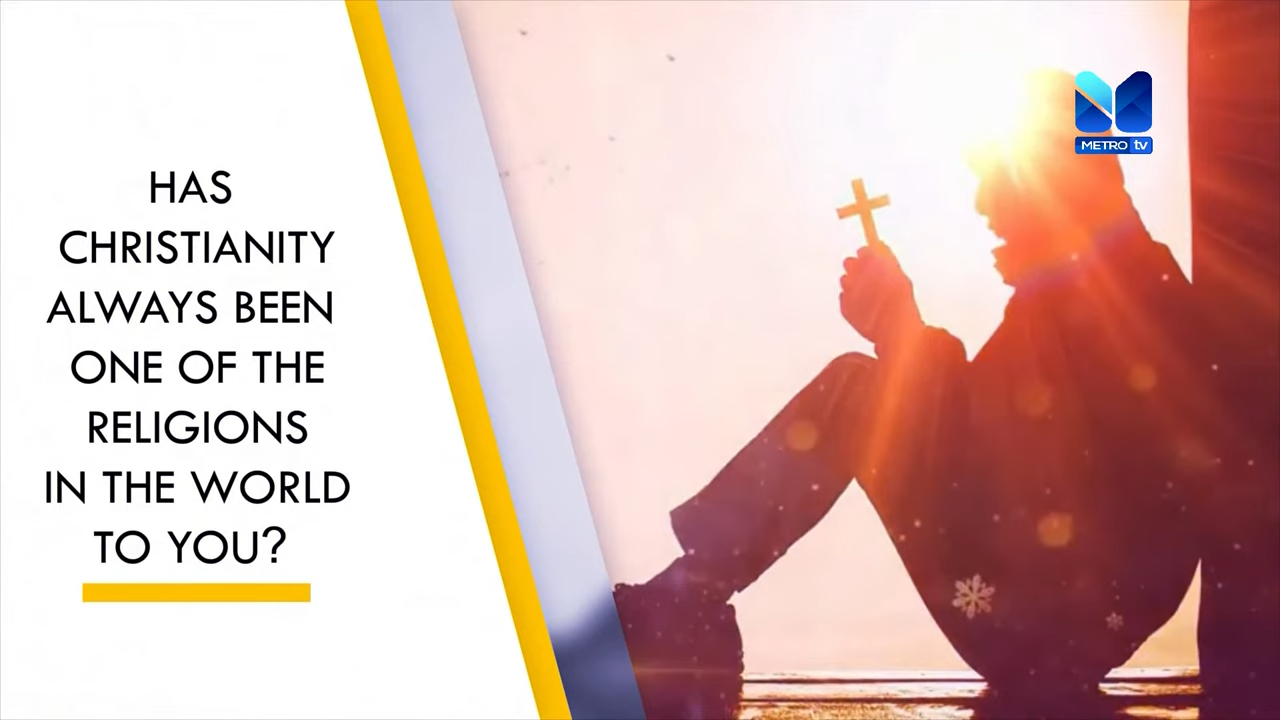 HAS
CHRISTIANITY
ALWAYS BEEN
ONE OF THE
RELIGIONS
IN THE WORLD
TO YOU?
METRO tv